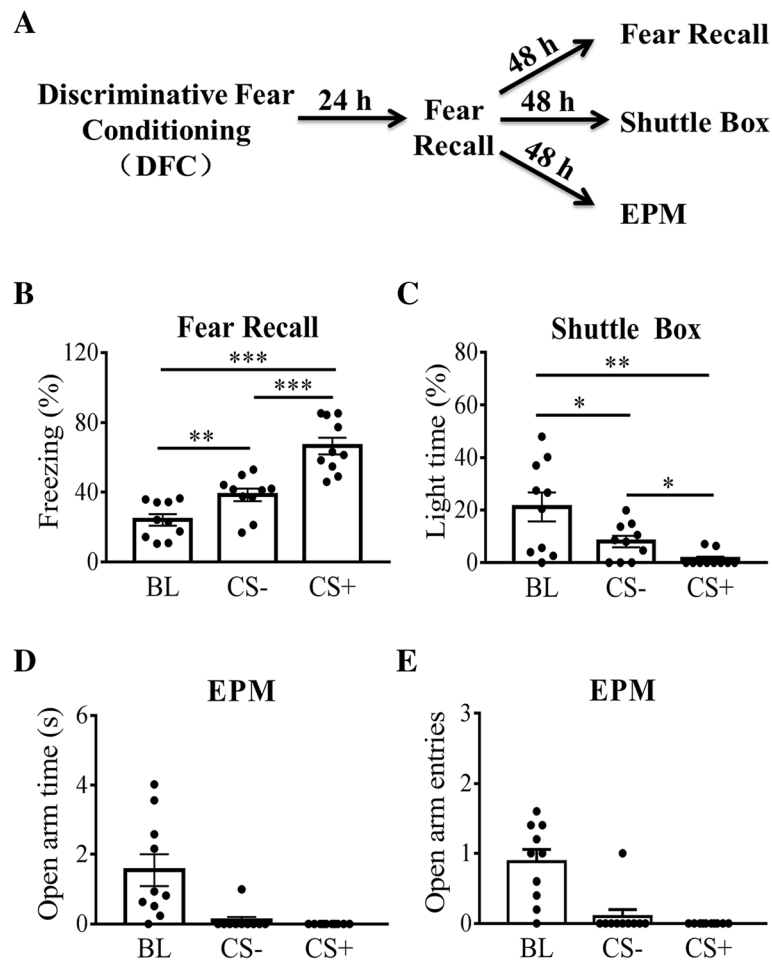 A
Discriminative Fear
Conditioning
（DFC）
24 h
Fear
Recall
48 h
48 h
48 h
Fear Recall
Shuttle Box
EPM
B
Fear Recall
Freezing (%)
120
80
40
0
***
***
**
BL CS- CS+
C
Shuttle Box
Light time (%)
80
60
40
20
0
**
*
*
BL CS- CS+
D
EPM
Open arm time (s)
6
4
2
0
BL CS- CS+
E
EPM
Open arm entries
3
2
1
0
BL CS- CS+